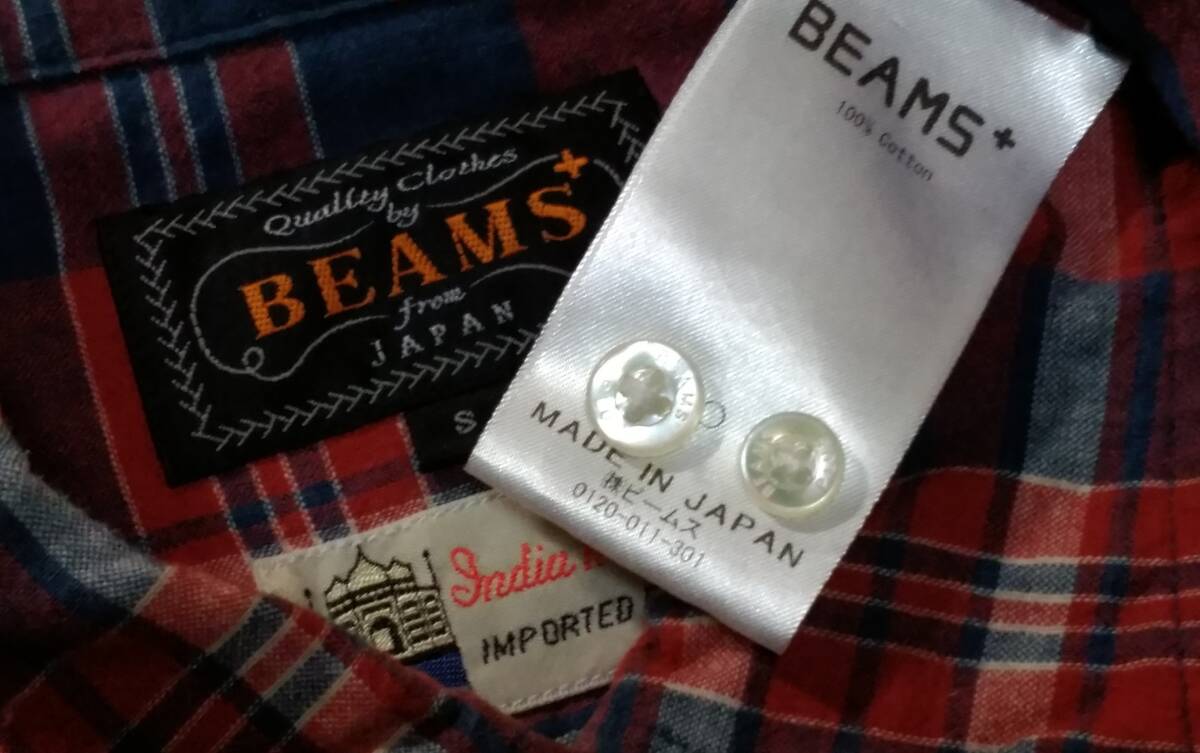 Quality Clothes
by
BEAMS+
from
JAPAN
S
BEAMS+
100% Cotton
MADE IN JAPAN
㈱ビームス
0120-011-301
India
IMPORTED